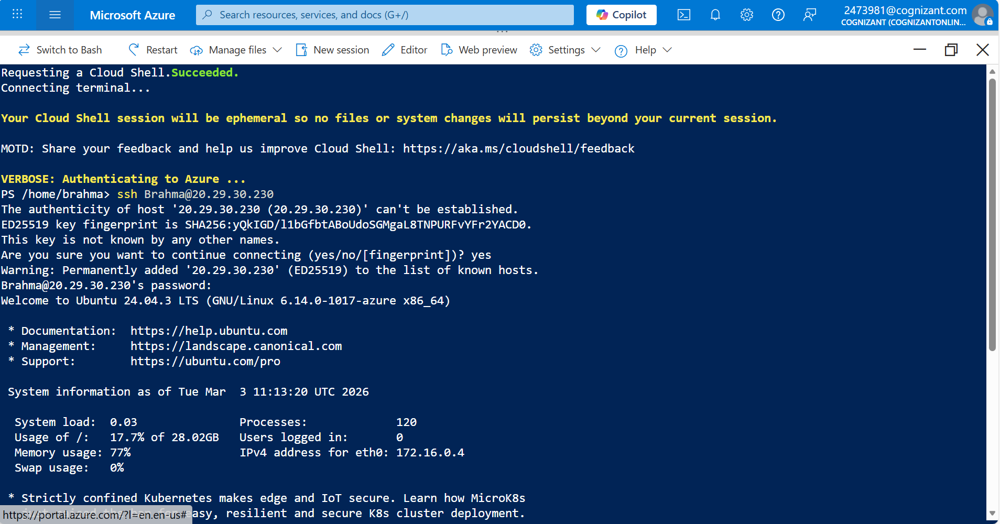 Microsoft Azure
Search resources, services, and docs (G+/)
Copilot
2473981@cognizant.com
COGNIZANT (COGNIZANTONLIN...
Switch to Bash
Restart
Manage files
New session
Editor
Web preview
Settings
Help
Requesting a Cloud Shell.Succeeded.
Connecting terminal...
Your Cloud Shell session will be ephemeral so no files or system changes will persist beyond your current session.
MOTD: Share your feedback and help us improve Cloud Shell: https://aka.ms/cloudshell/feedback
VERBOSE: Authenticating to Azure ...
PS /home/brahma> ssh Brahma@20.29.30.230
The authenticity of host '20.29.30.230 (20.29.30.230)' can't be established.
ED25519 key fingerprint is SHA256:yQkIGD/l1bGfbtABoUdoSGMgaL8TNPURFvYFr2YACD0.
This key is not known by any other names.
Are you sure you want to continue connecting (yes/no/[fingerprint])? yes
Warning: Permanently added '20.29.30.230' (ED25519) to the list of known hosts.
Brahma@20.29.30.230's password:
Welcome to Ubuntu 24.04.3 LTS (GNU/Linux 6.14.0-1017-azure x86_64)
* Documentation:  https://help.ubuntu.com
* Management:     https://landscape.canonical.com
* Support:        https://ubuntu.com/pro
System information as of Tue Mar  3 11:13:20 UTC 2026
System load:  0.03               Processes:             120
Usage of /:   17.7% of 28.02GB   Users logged in:       0
Memory usage: 77%                IPv4 address for eth0: 172.16.0.4
Swap usage:   0%
* Strictly confined Kubernetes makes edge and IoT secure. Learn how MicroK8s
easy, resilient and secure K8s cluster deployment.
https://portal.azure.com/?l=en.en-us#